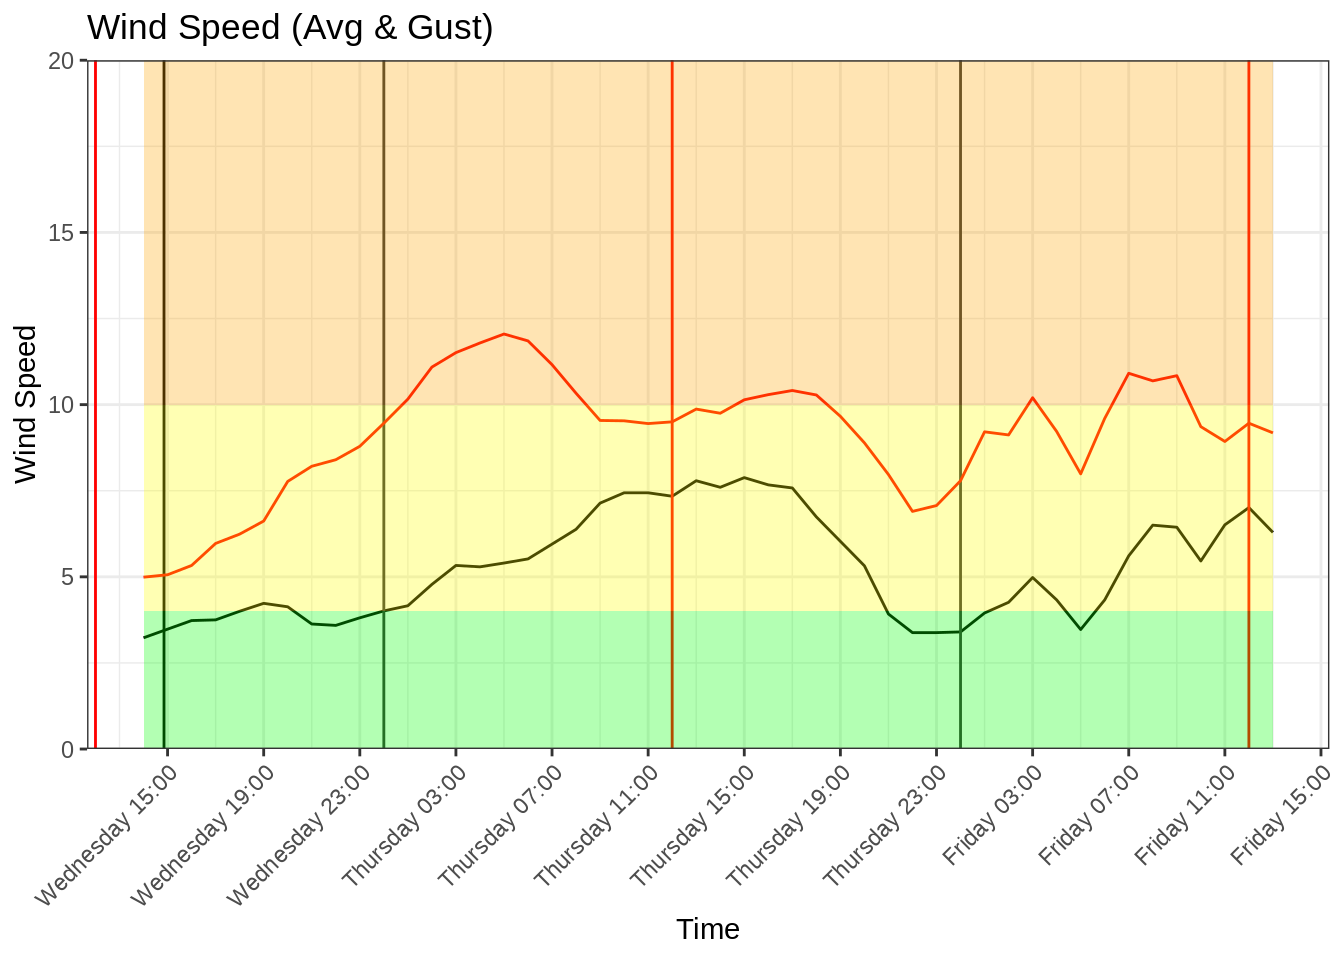 Wind Speed (Avg & Gust)
20
15
10
5
0
Wind Speed
Wednesday 15:00
Wednesday 19:00
Wednesday 23:00
Thursday 03:00
Thursday 07:00
Thursday 11:00
Thursday 15:00
Thursday 19:00
Thursday 23:00
Friday 03:00
Friday 07:00
Friday 11:00
Friday 15:00
Time